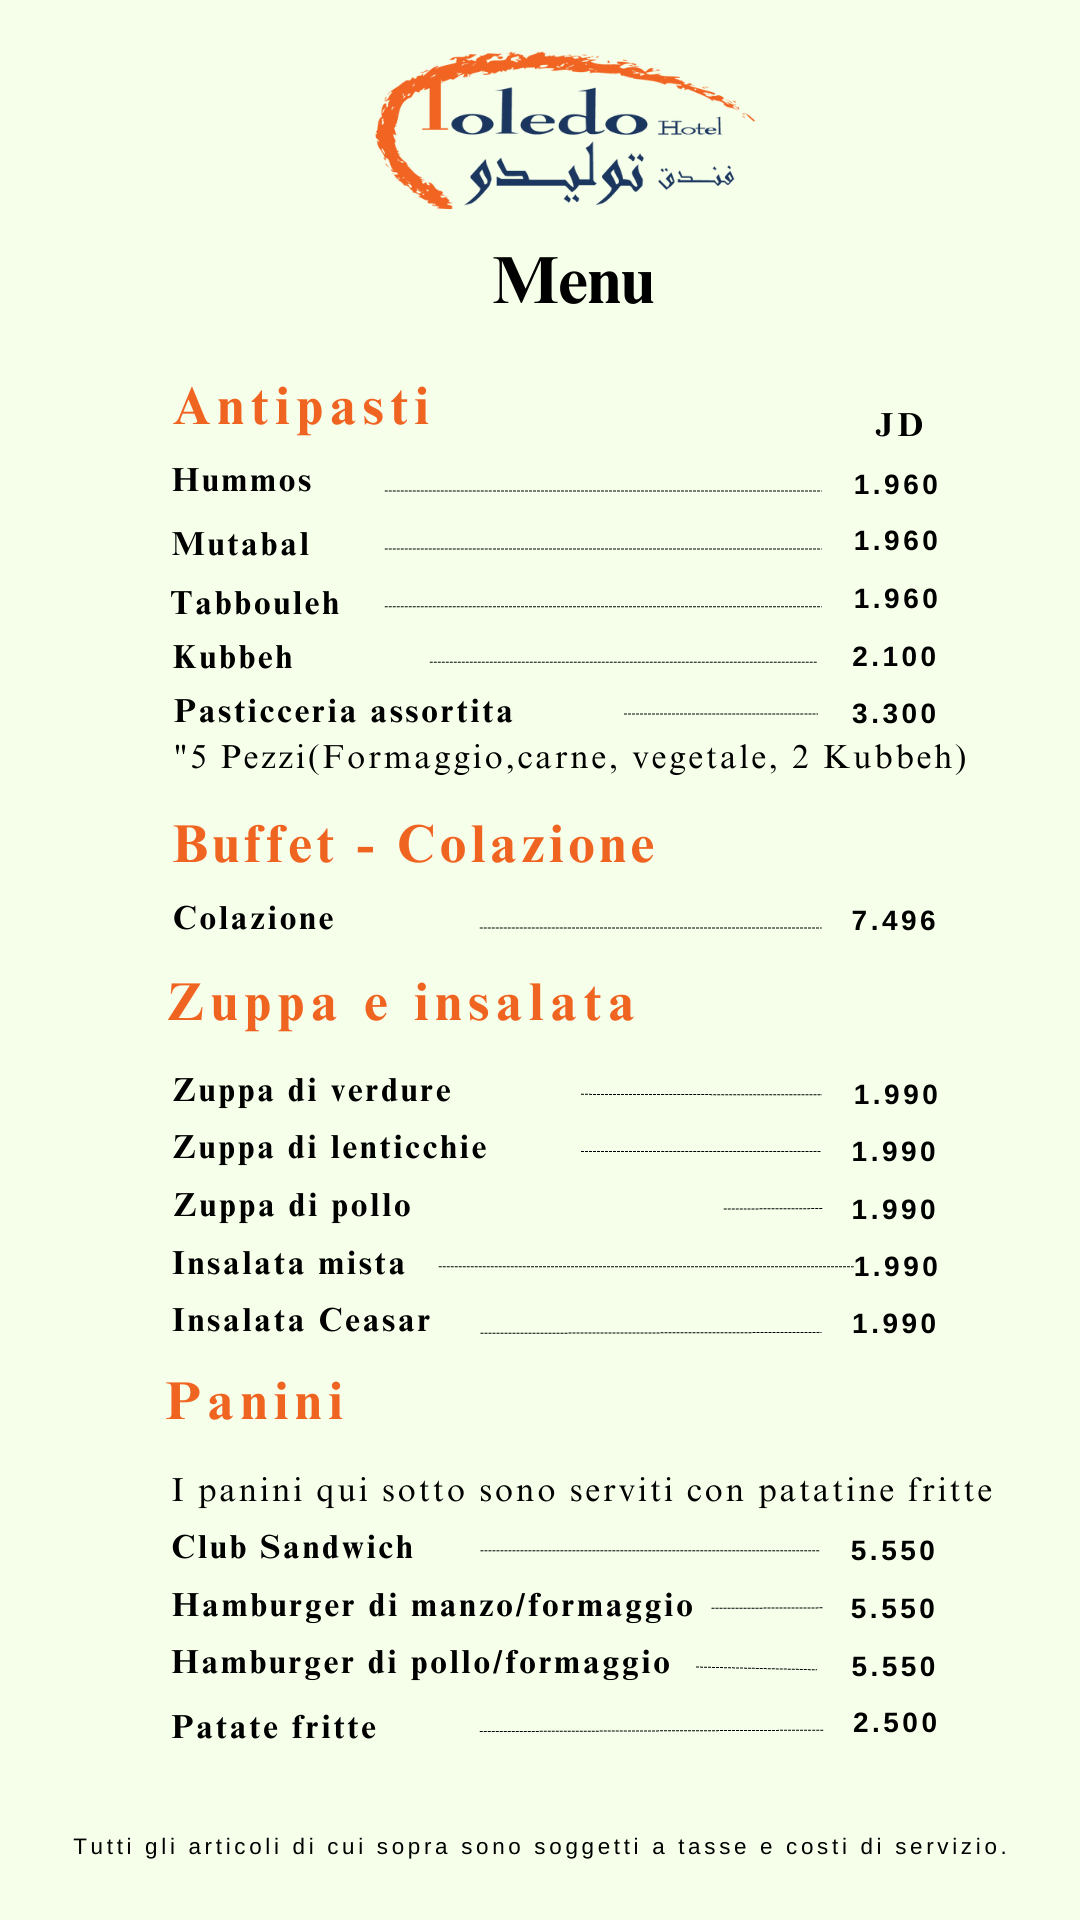 Toledo Hotel
توليدو فندق
Menu
Antipasti
JD
Hummos 1.960
Mutabal 1.960
Tabbouleh 1.960
Kubbeh 2.100
Pasticceria assortita 3.300
"5 Pezzi(Formaggio,carne, vegetale, 2 Kubbeh)
Buffet - Colazione
Colazione 7.496
Zuppa e insalata
Zuppa di verdure 1.990
Zuppa di lenticchie 1.990
Zuppa di pollo 1.990
Insalata mista 1.990
Insalata Ceasar 1.990
Panini
I panini qui sotto sono serviti con patatine fritte
Club Sandwich 5.550
Hamburger di manzo/formaggio 5.550
Hamburger di pollo/formaggio 5.550
Patate fritte 2.500
Tutti gli articoli di cui sopra sono soggetti a tasse e costi di servizio.